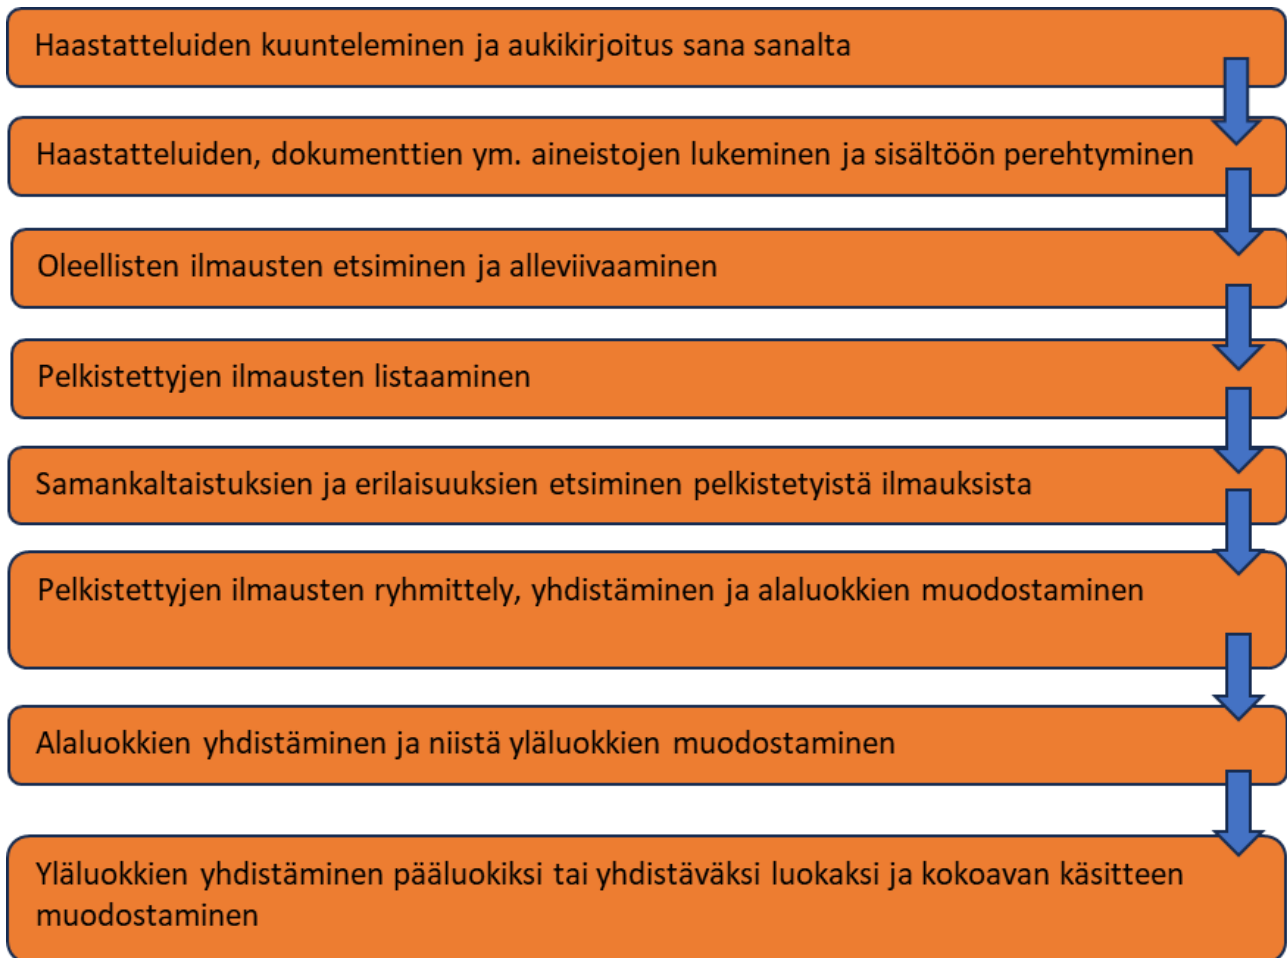 Haastatteluiden kuunteleminen ja aukikirjoitus sana sanalta
Haastatteluiden, dokumenttien ym. aineistojen lukeminen ja sisältöön perehtyminen
Oleellisten ilmausten etsiminen ja alleviivaaminen
Pelkistettyjen ilmausten listaaminen
Samankaltaistuksien ja erilaisuuksien etsiminen pelkistetyistä ilmauksista
Pelkistettyjen ilmausten ryhmittely, yhdistäminen ja alaluokkien muodostaminen
Alaluokkien yhdistäminen ja niistä yläluokkien muodostaminen
Yläluokkien yhdistäminen pääluokiksi tai yhdistäväksi luokaksi ja kokoavan käsitteen
muodostaminen